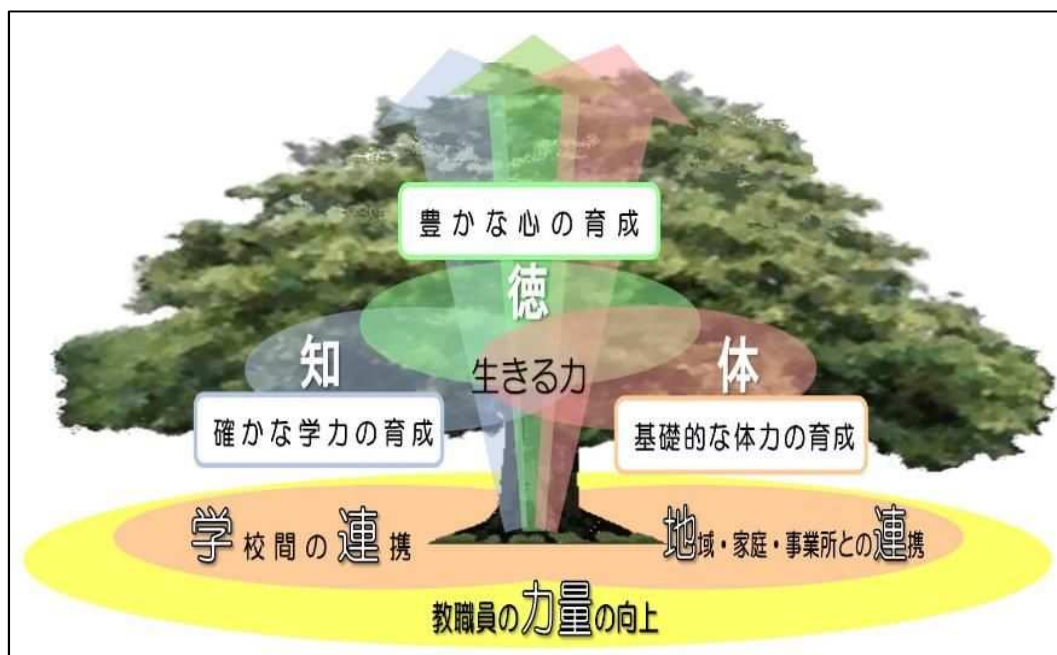 豊かな心の育成
徳
知
生きる力
体
確かな学力の育成
基礎的な体力の育成
学校間の連携
地域・家庭・事業所との連携
教職員の力量の向上